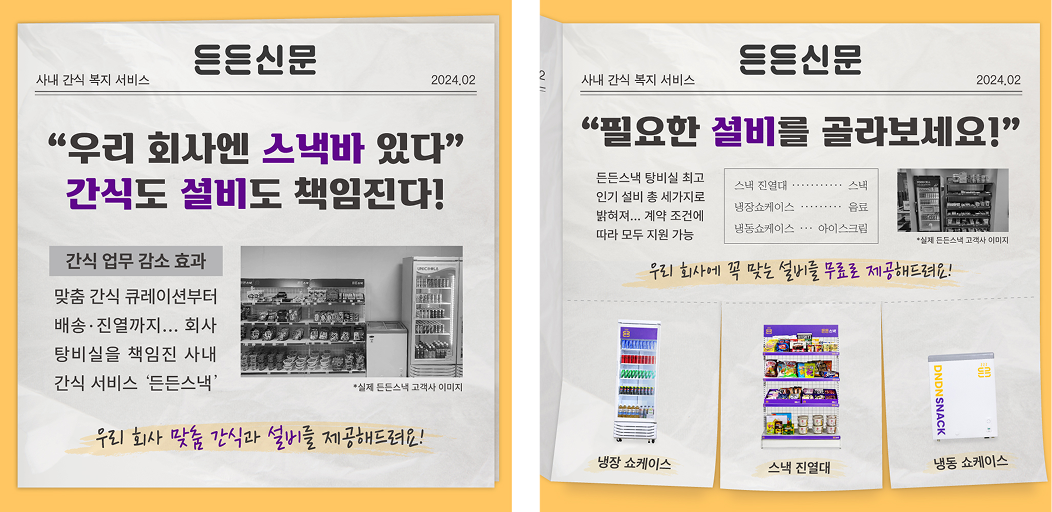 든든신문
사내 간식 복지 서비스
2024.02
“우리 회사엔 스낵바 있다”
간식도 설비도 책임진다!
간식 업무 감소 효과
맞춤 간식 큐레이션부터
배송·진열까지... 회사
탕비실을 책임진 사내
간식 서비스 ‘든든스낵’
*실제 든든스낵 고객사 이미지
우리 회사 맞춤 간식과 설비를 제공해드려요!
2
든든신문
사내 간식 복지 서비스
2024.02
“필요한 설비를 골라보세요!”
든든스낵 탕비실 최고
인기 설비 총 세가지로
밝혀져... 계약 조건에
따라 모두 지원 가능
스낵 진열대 ··········· 스낵
냉장쇼케이스 ········· 음료
냉동쇼케이스 ··· 아이스크림
*실제 든든스낵 고객사 이미지
우리 회사에 꼭 맞는 설비를 무료로 제공해드려요!
든든스낵
든든
DNDN
SNACK
냉장 쇼케이스
스낵 진열대
냉동 쇼케이스